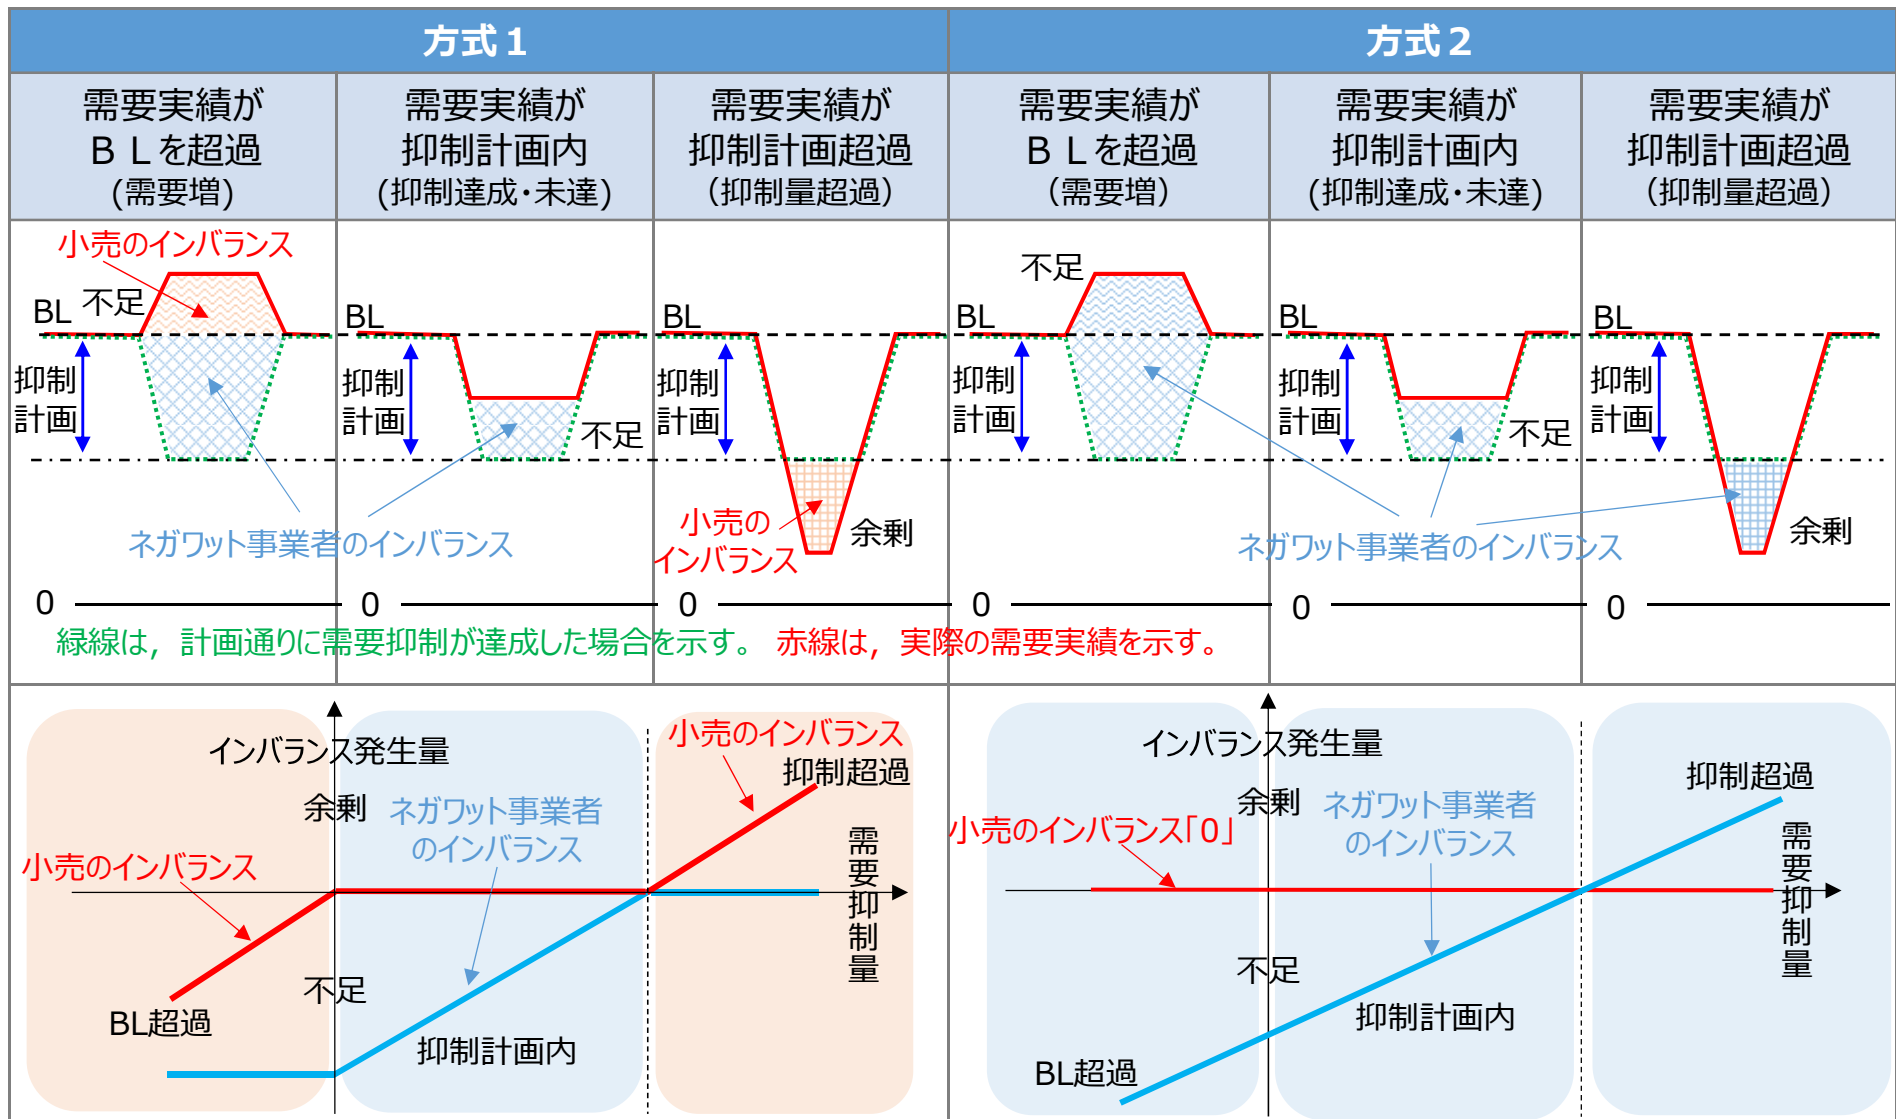 方式１
方式２
需要実績が
ＢＬを超過
(需要増)
需要実績が
抑制計画内
(抑制達成・未達)
需要実績が
抑制計画超過
（抑制量超過）
需要実績が
ＢＬを超過
（需要増）
需要実績が
抑制計画内
(抑制達成・未達)
需要実績が
抑制計画超過
（抑制量超過）
小売のインバランス
BL
不足
抑制
計画
BL
抑制
計画
不足
BL
抑制
計画
小売の
インバランス
余剰
ネガワット事業者のインバランス
不足
BL
抑制
計画
BL
抑制
計画
不足
BL
抑制
計画
余剰
ネガワット事業者のインバランス
0
0
0
0
0
0
緑線は，計画通りに需要抑制が達成した場合を示す。 赤線は，実際の需要実績を示す。
インバランス発生量
余剰
小売のインバランス
ネガワット事業者
のインバランス
小売のインバランス
抑制超過
需要抑制量
不足
BL超過
抑制計画内
インバランス発生量
余剰
小売のインバランス「0」
ネガワット事業者
のインバランス
抑制超過
需要抑制量
不足
抑制計画内
BL超過